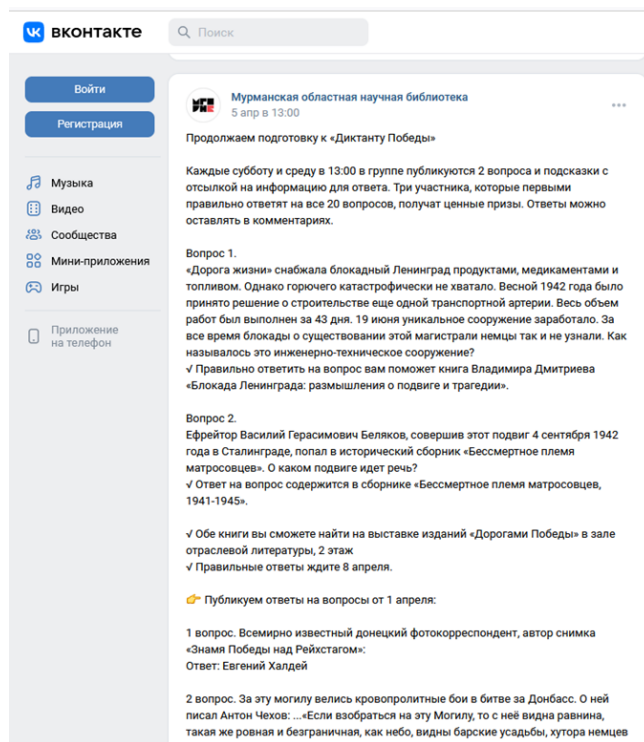 вконтакте
Поиск
Войти
Регистрация
Музыка
Видео
Сообщества
Мини-приложения
Игры
Приложение
на телефон
Мурманская областная научная библиотека
5 апр в 13:00
Продолжаем подготовку к «Диктанту Победы»
Каждые субботу и среду в 13:00 в группе публикуются 2 вопроса и подсказки с
отсылкой на информацию для ответа. Три участника, которые первыми
правильно ответят на все 20 вопросов, получат ценные призы. Ответы можно
оставлять в комментариях.
Вопрос 1.
«Дорога жизни» снабжала блокадный Ленинград продуктами, медикаментами и
топливом. Однако горючего катастрофически не хватало. Весной 1942 года было
принято решение о строительстве еще одной транспортной артерии. Весь объем
работ был выполнен за 43 дня. 19 июня уникальное сооружение заработало. За
все время блокады о существовании этой магистрали немцы так и не узнали. Как
называлось это инженерно-техническое сооружение?
√ Правильно ответить на вопрос вам поможет книга Владимира Дмитриева
«Блокада Ленинграда: размышления о подвиге и трагедии».
Вопрос 2.
Ефрейтор Василий Герасимович Беляков, совершив этот подвиг 4 сентября 1942
года в Сталинграде, попал в исторический сборник «Бессмертное племя
матросовцев». О каком подвиге идет речь?
√ Ответ на вопрос содержится в сборнике «Бессмертное племя матросовцев,
1941-1945».
√ Обе книги вы сможете найти на выставке изданий «Дорогами Победы» в зале
отраслевой литературы, 2 этаж
√ Правильные ответы ждите 8 апреля.
👉 Публикуем ответы на вопросы от 1 апреля:
1 вопрос. Всемирно известный донецкий фотокорреспондент, автор снимка
«Знамя Победы над Рейхстагом»:
Ответ: Евгений Халдей
2 вопрос. За эту могилу велись кровопролитные бои в битве за Донбасс. О ней
писал Антон Чехов: ...«Если взобраться на эту Могилу, то с неё видна равнина,
такая же ровная и безграничная, как небо, видны барские усадьбы, хутора немцев